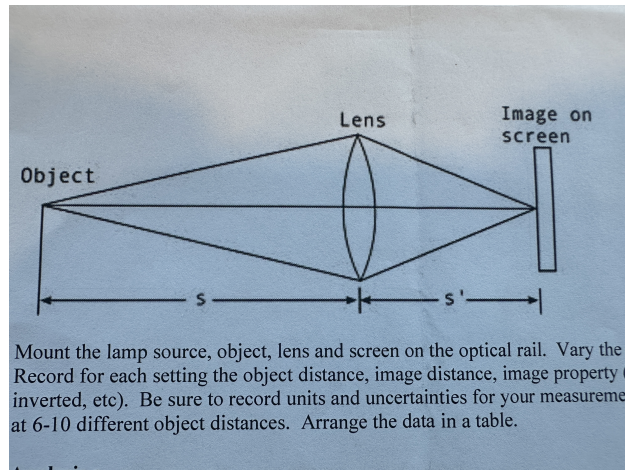 Lens
Image on
screen
Object
s
s'
Mount the lamp source, object, lens and screen on the optical rail. Vary the
Record for each setting the object distance, image distance, image property
inverted, etc). Be sure to record units and uncertainties for your measureme
at 6-10 different object distances. Arrange the data in a table.